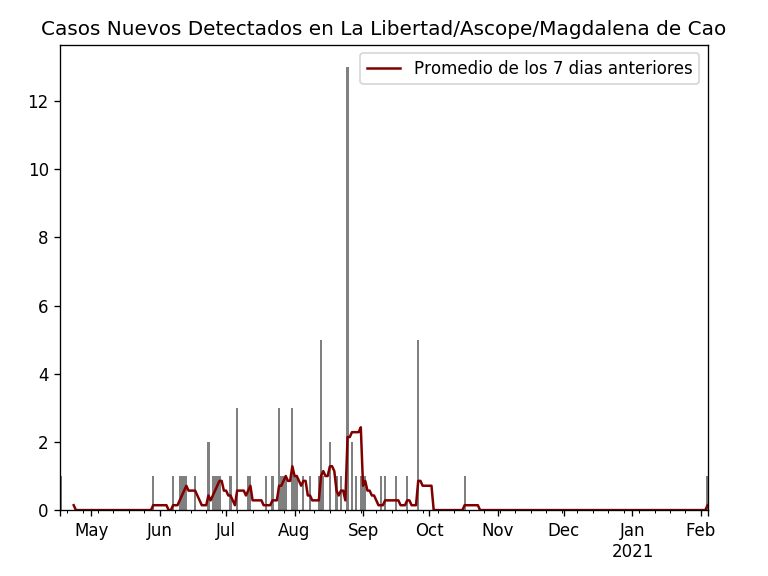 Casos Nuevos Detectados en La Libertad/Ascope/Magdalena de Cao
Promedio de los 7 dias anteriores
12
10
8
6
4
2
0
May Jun Jul Aug Sep Oct Nov Dec Jan Feb
2021